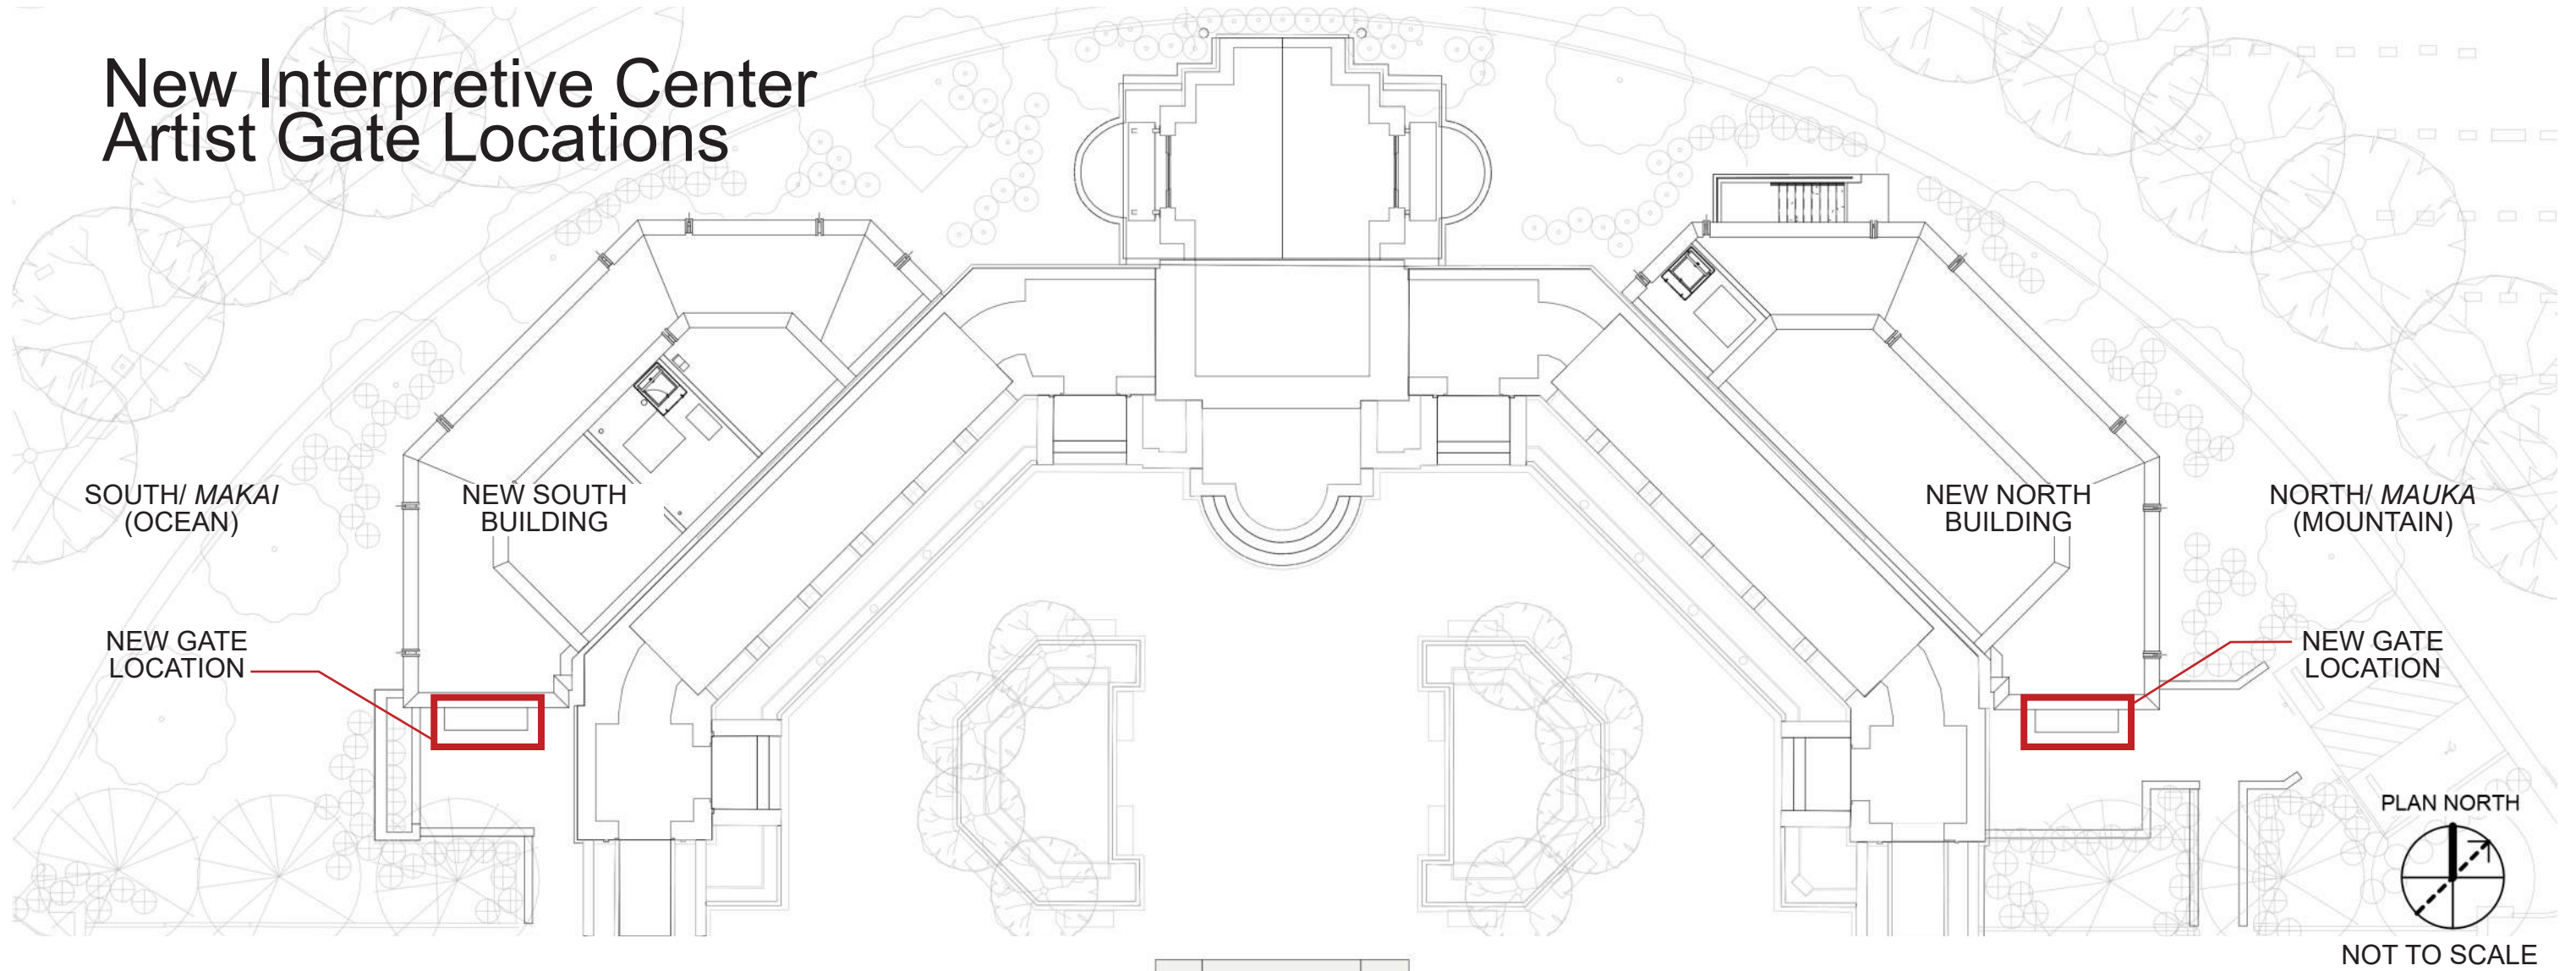 New Interpretive Center
Artist Gate Locations
SOUTH/ MAKAI
(OCEAN)
NEW SOUTH
BUILDING
NEW NORTH
BUILDING
NORTH/ MAUKA
(MOUNTAIN)
NEW GATE
LOCATION
NEW GATE
LOCATION
PLAN NORTH
NOT TO SCALE